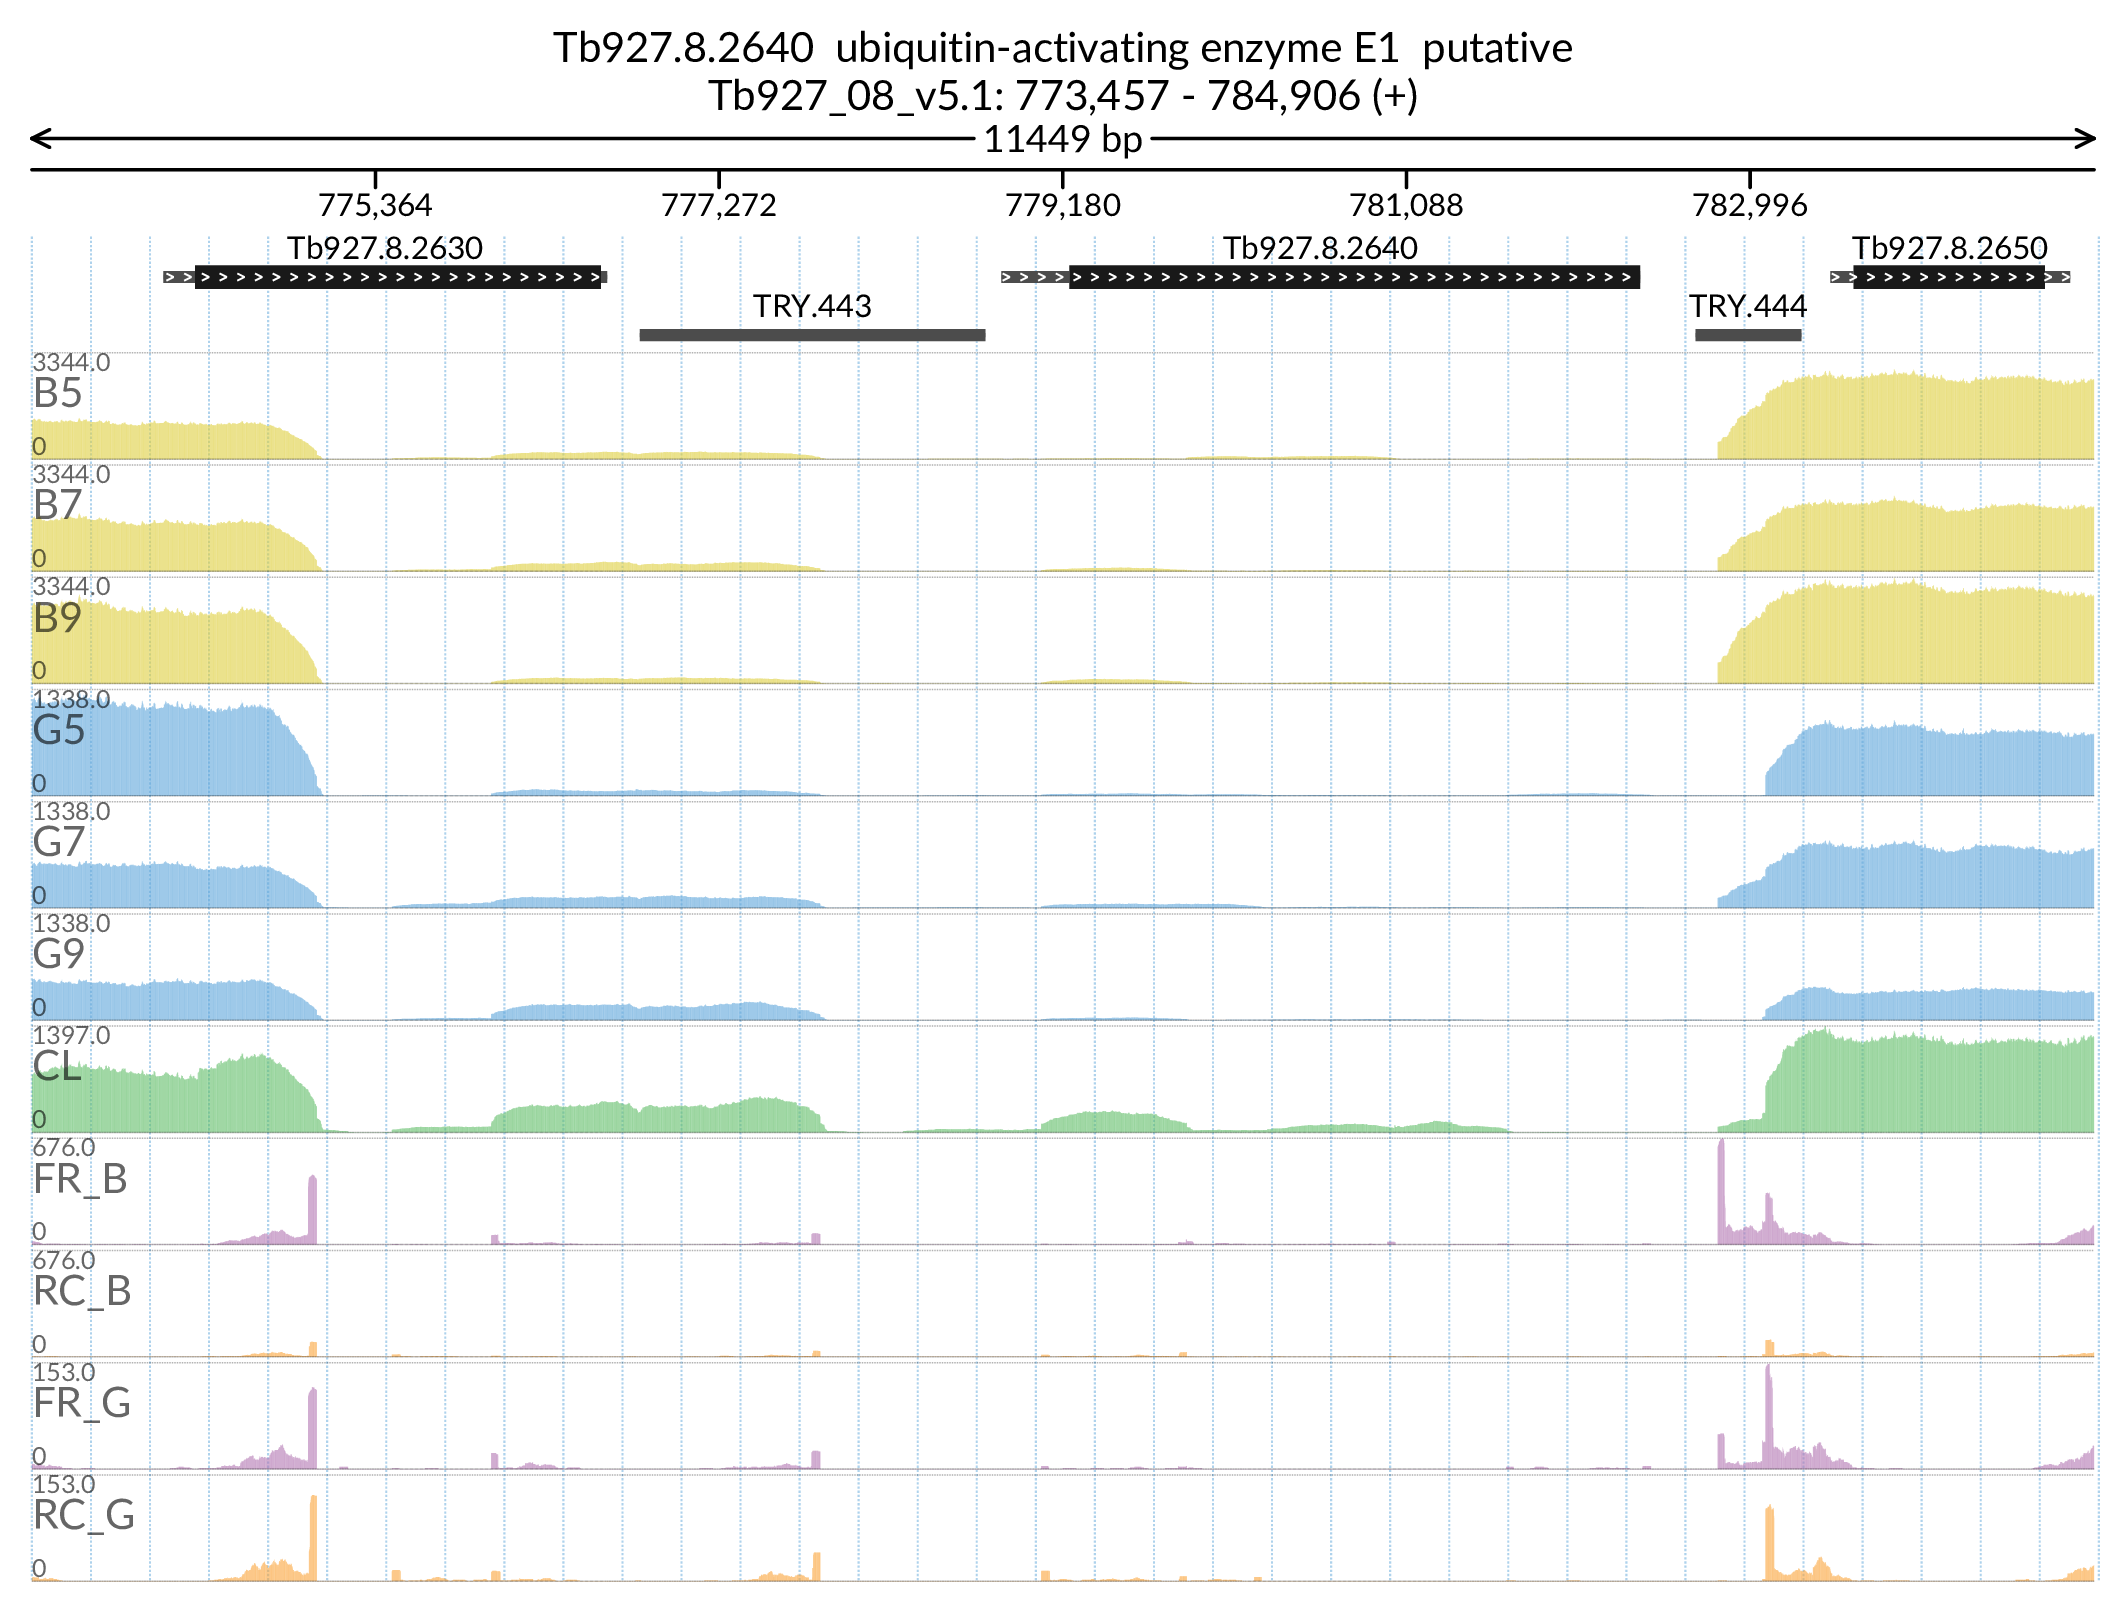 Tb927.8.2640 ubiquitin-activating enzyme E1 putative
Tb927_08_v5.1: 773,457 - 784,906 (+)
11449 bp
775,364 777,272 779,180 781,088 782,996
Tb927.8.2630 Tb927.8.2640 Tb927.8.2650
TRY.443 TRY.444
3344.0
B5
0
3344.0
B7
0
3344.0
B9
0
1338.0
G5
0
1338.0
G7
0
1338.0
G9
0
1397.0
CL
0
676.0
FR_B
0
676.0
RC_B
0
153.0
FR_G
0
153.0
RC_G
0